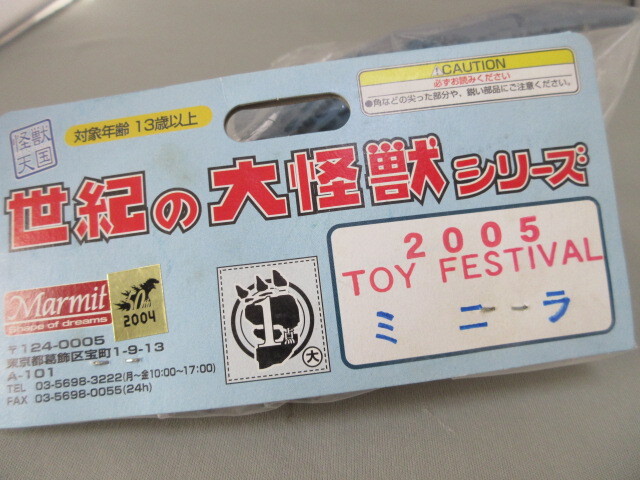 CAUTION
必ずお読みください
●角などの尖った部分や、鋭い部品にご注意ください。
怪獣
天国
対象年齢 13歳以上
世紀の大怪獣シリーズ
2005
TOY FESTIVAL
ミニラ
Marmit
Shape of dreams
50th
2004
1点
大
〒124-0005
東京都葛飾区宝町1-9-13
A-101
TEL 03-5698-3222(月~金10:00~17:00)
FAX 03-5698-0055(24h)